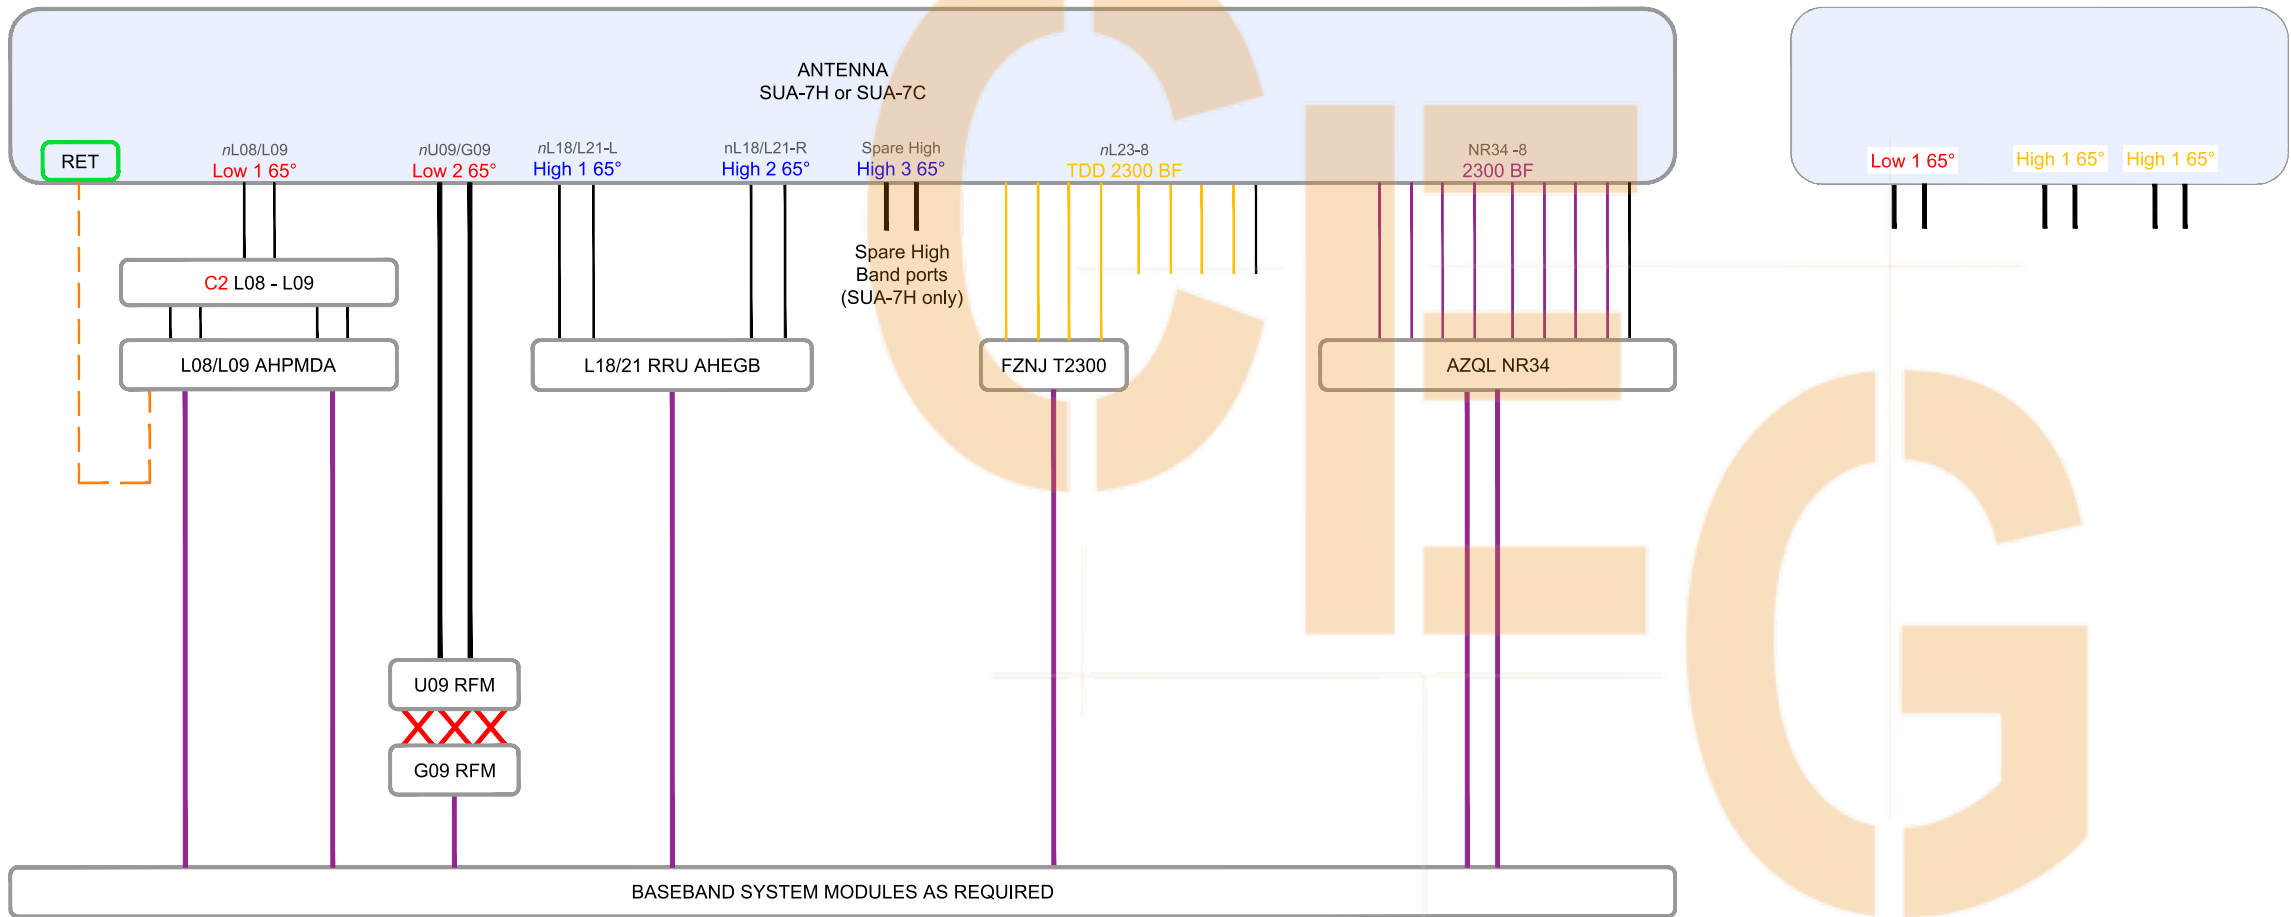 ANTENNA
SUA-7H or SUA-7C
RET
nL08/L09
Low 1 65°
nU09/G09
Low 2 65°
nL18/L21-L
High 1 65°
nL18/L21-R
High 2 65°
Spare High
High 3 65°
nL23-8
TDD 2300 BF
NR34 -8
2300 BF
Low 1 65°
High 1 65°
High 1 65°
Spare High
Band ports
(SUA-7H only)
C2 L08 - L09
L08/L09 AHPMDA
L18/21 RRU AHEGB
FZNJ T2300
AZQL NR34
U09 RFM
G09 RFM
BASEBAND SYSTEM MODULES AS REQUIRED
CIEG